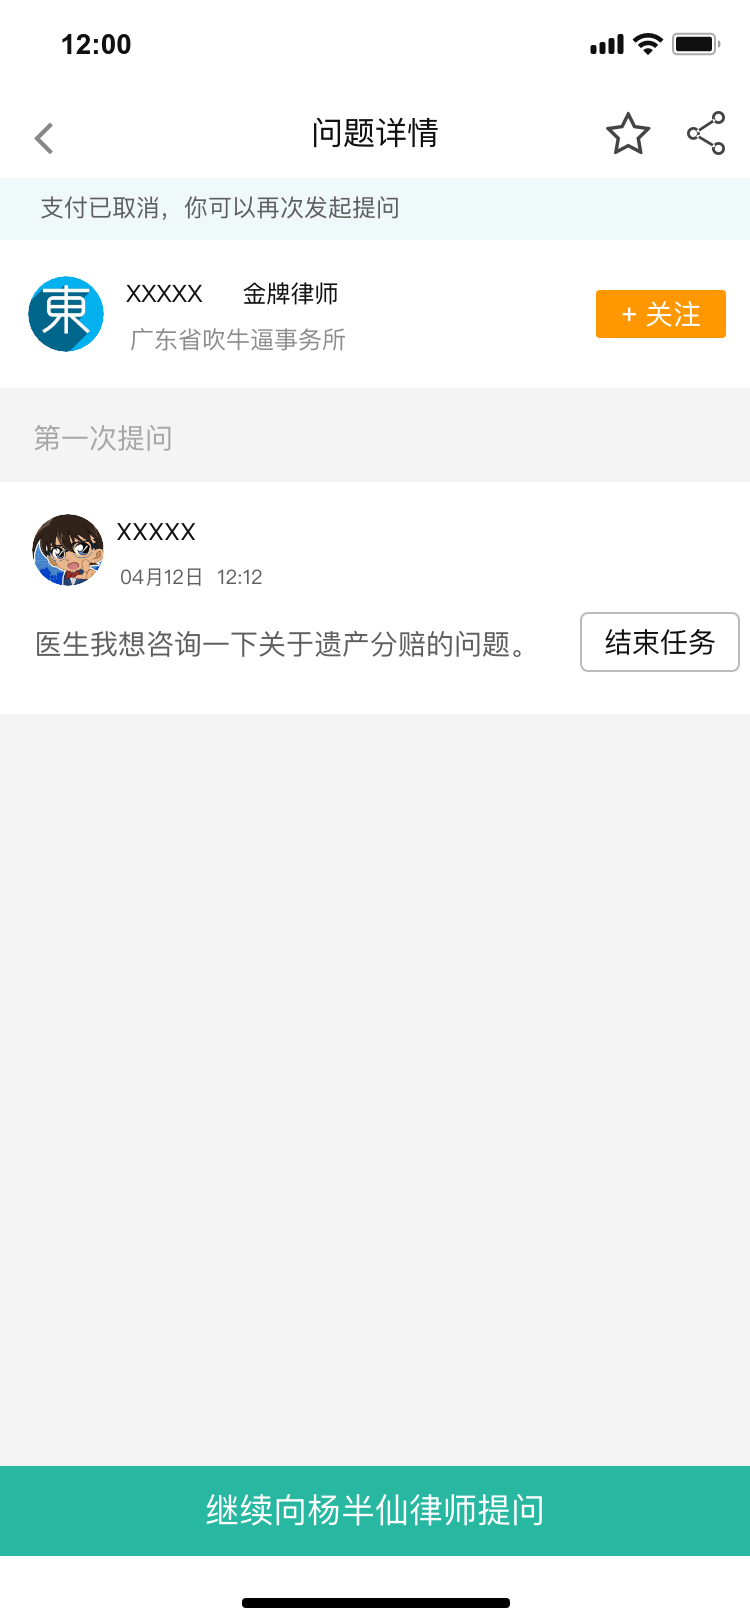 12:00
问题详情
支付已取消，你可以再次发起提问
東
XXXXX 金牌律师
+ 关注
广东省吹牛逼事务所
第一次提问
XXXXX
04月12日 12:12
医生我想咨询一下关于遗产分赔的问题。
结束任务
继续向杨半仙律师提问